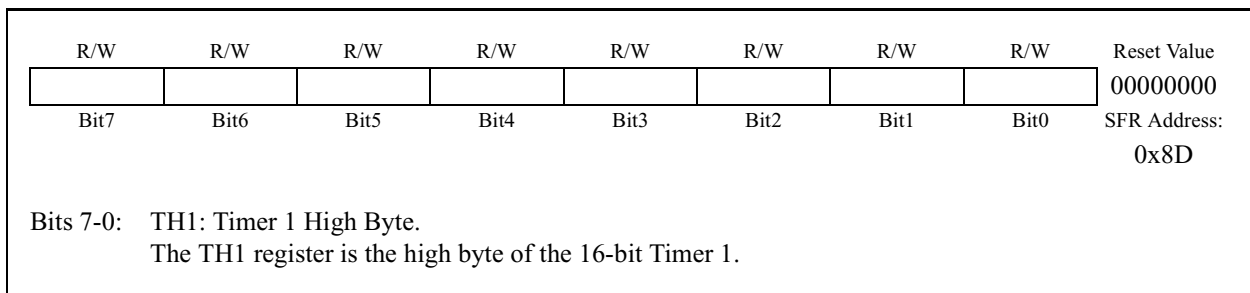 R/W R/W R/W R/W R/W R/W R/W R/W Reset Value
00000000
Bit7 Bit6 Bit5 Bit4 Bit3 Bit2 Bit1 Bit0 SFR Address:
0x8D
Bits 7-0: TH1: Timer 1 High Byte.
The TH1 register is the high byte of the 16-bit Timer 1.